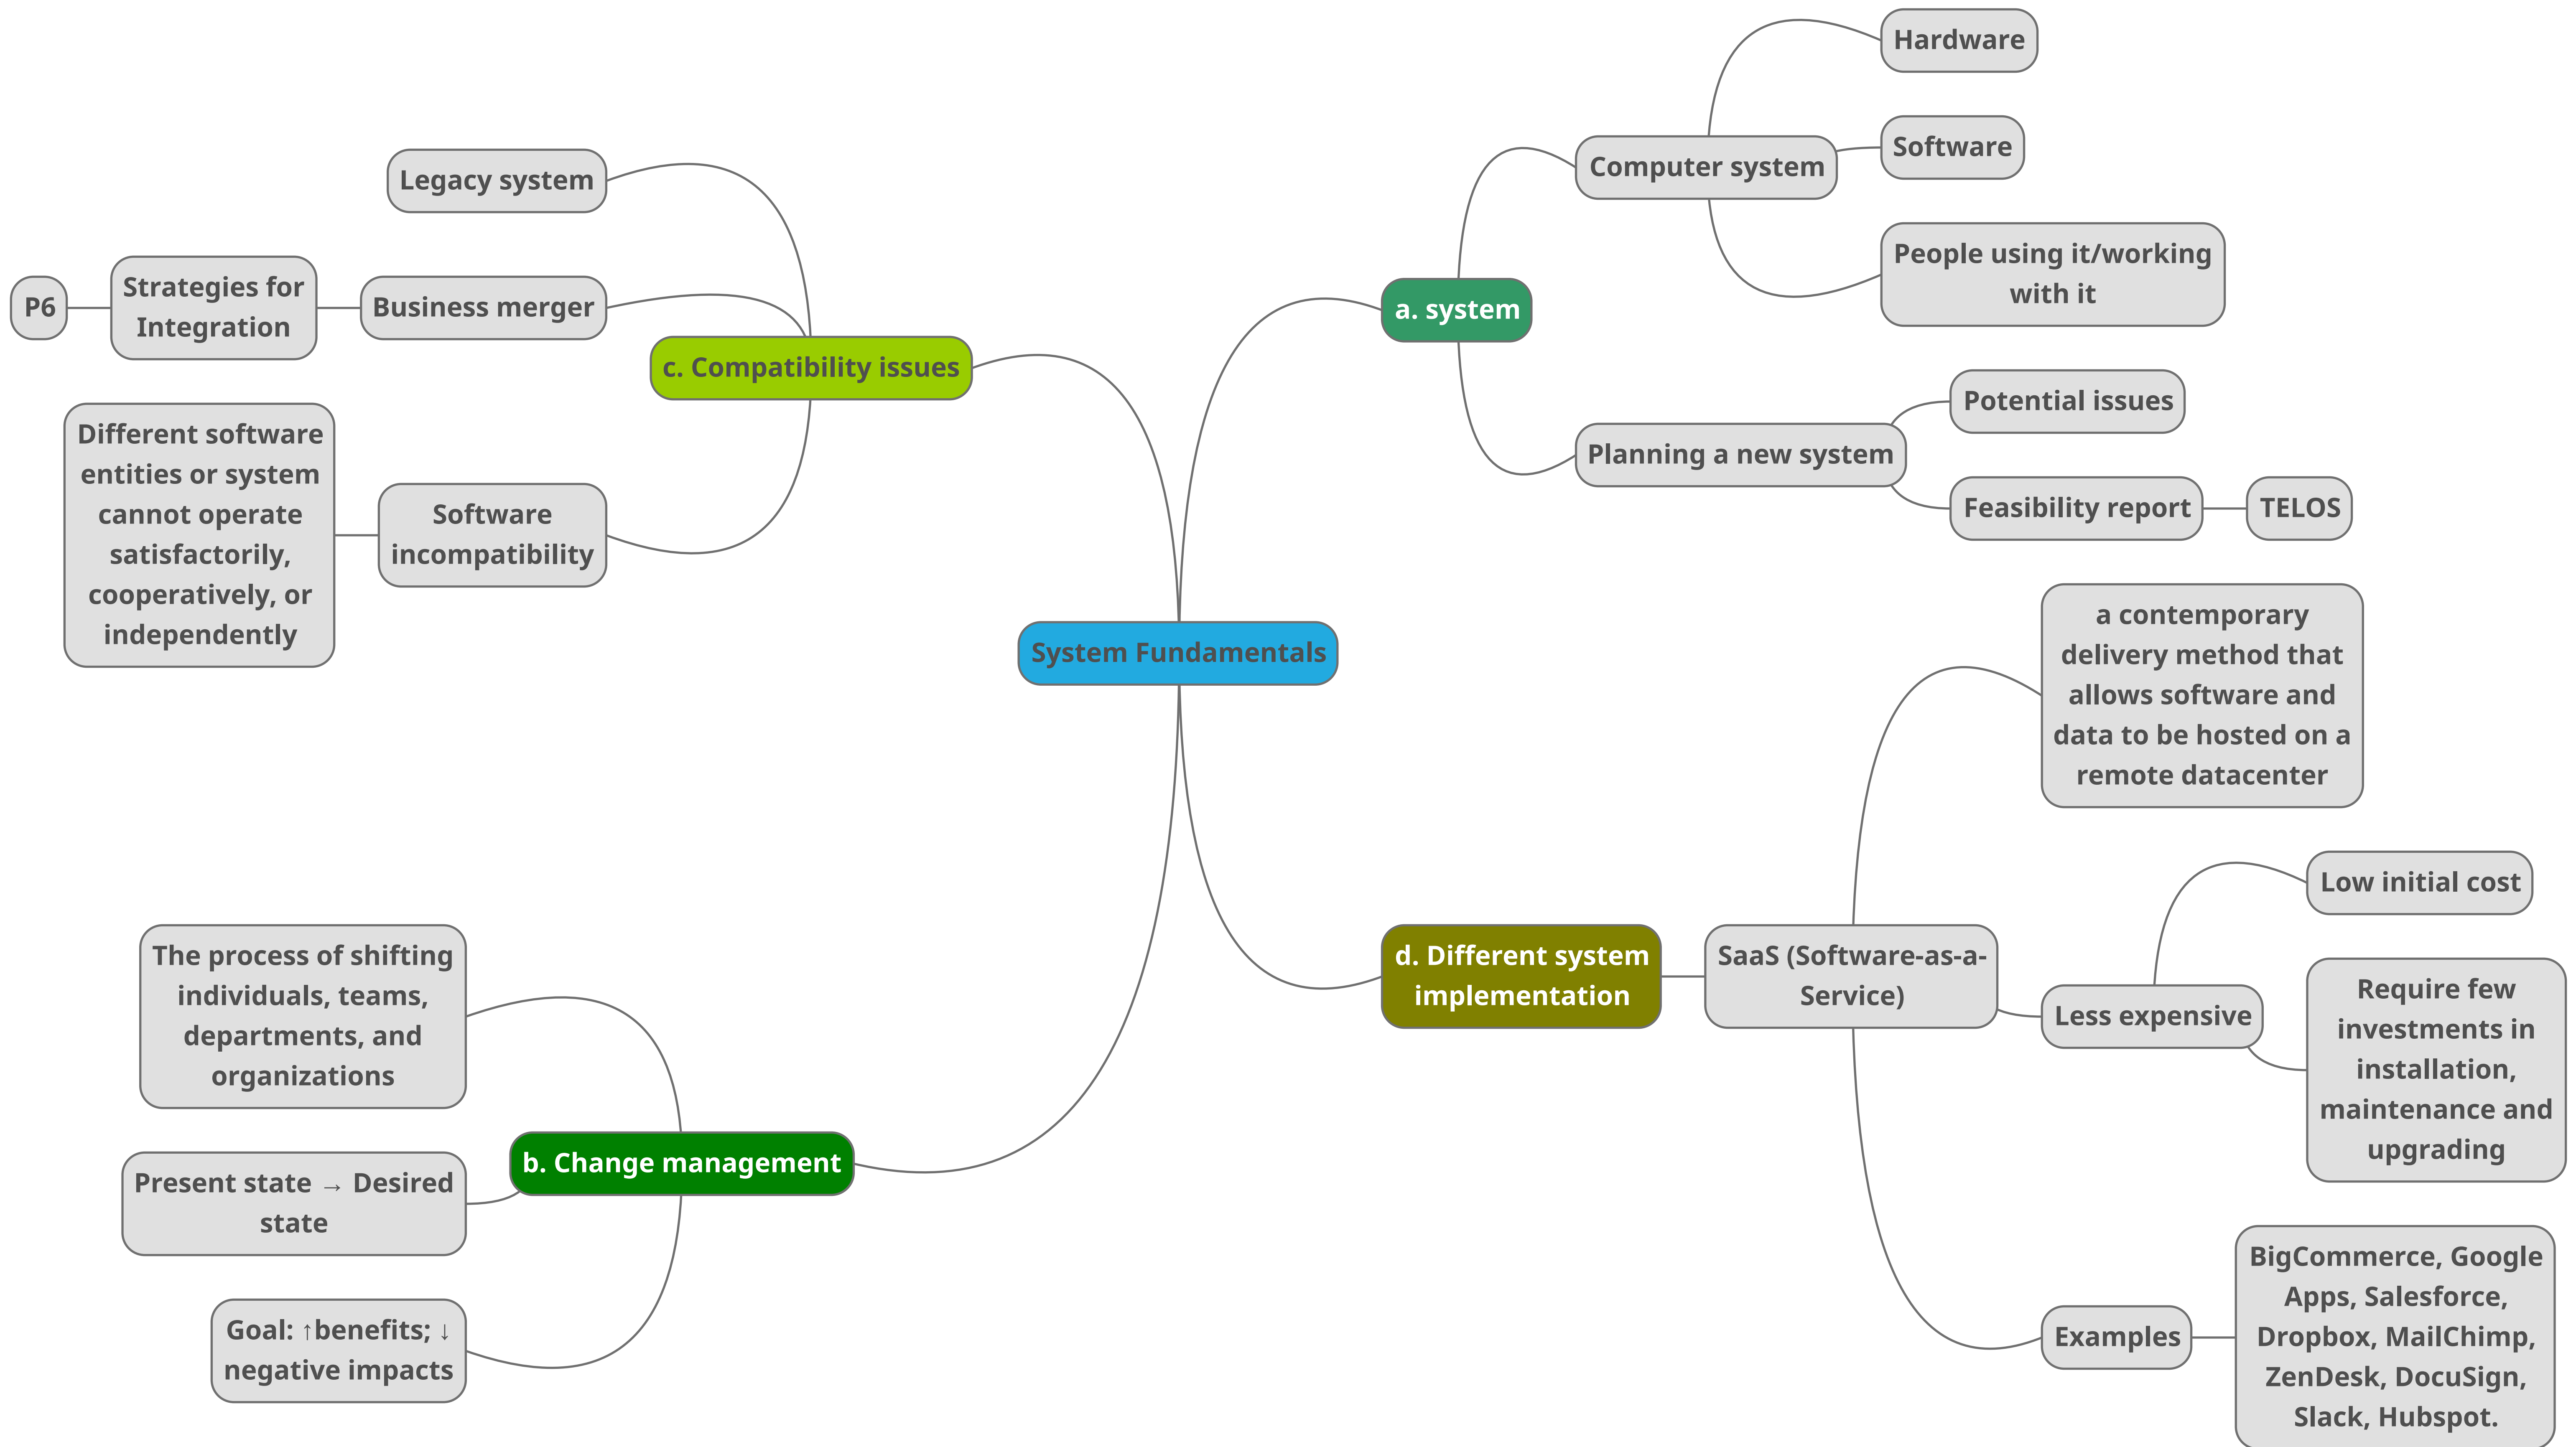 System Fundamentals
a. system
Computer system
Hardware
Software
People using it/working
with it
Planning a new system
Potential issues
Feasibility report
TELOS
b. Change management
The process of shifting
individuals, teams,
departments, and
organizations
Present state → Desired
state
Goal: ↑benefits; ↓
negative impacts
c. Compatibility issues
Legacy system
Business merger
Strategies for
Integration
P6
Software
incompatibility
Different software
entities or system
cannot operate
satisfactorily,
cooperatively, or
independently
d. Different system
implementation
SaaS (Software-as-a-
Service)
a contemporary
delivery method that
allows software and
data to be hosted on a
remote datacenter
Less expensive
Low initial cost
Require few
investments in
installation,
maintenance and
upgrading
Examples
BigCommerce, Google
Apps, Salesforce,
Dropbox, MailChimp,
ZenDesk, DocuSign,
Slack, Hubspot.